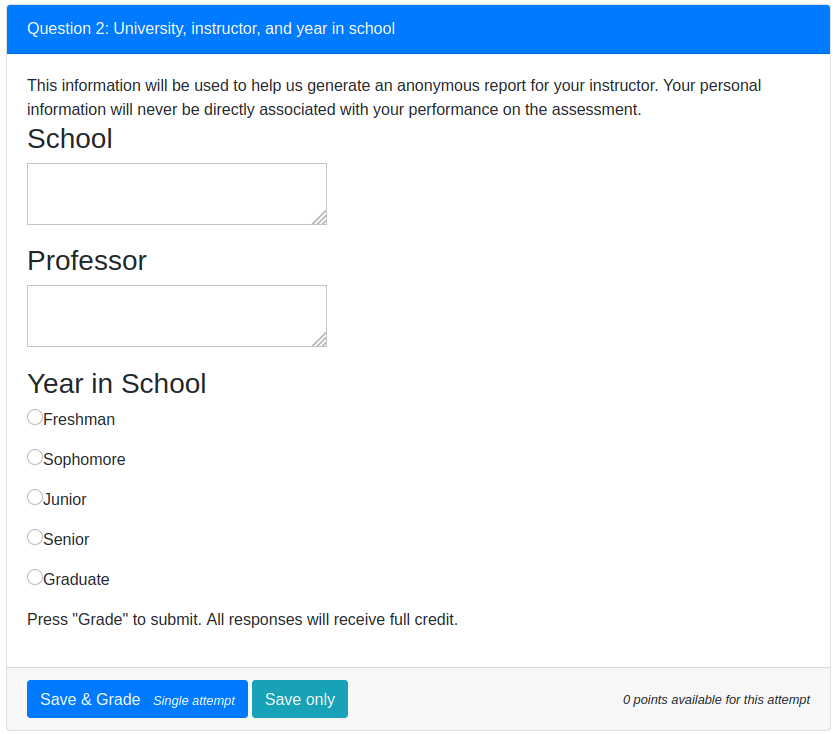 Question 2: University, instructor, and year in school
This information will be used to help us generate an anonymous report for your instructor. Your personal
information will never be directly associated with your performance on the assessment.
School
Professor
Year in School
Freshman
Sophomore
Junior
Senior
Graduate
Press "Grade" to submit. All responses will receive full credit.
Save & Grade Single attempt Save only 0 points available for this attempt